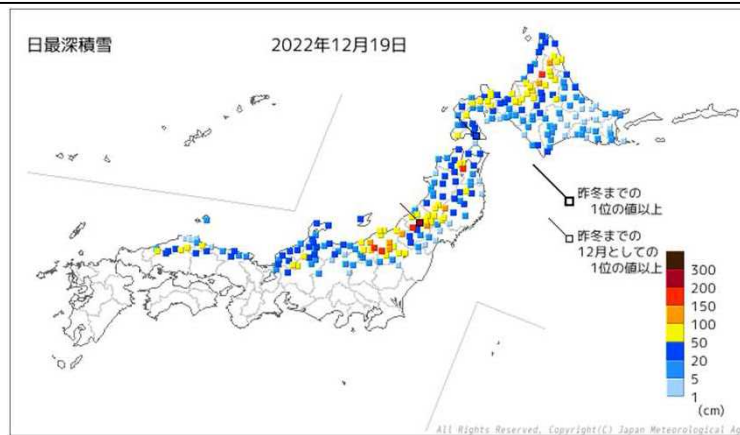 日最深積雪
2022年12月19日
昨冬までの
1位の値以上
昨冬までの
12月としての
1位の値以上
300
200
150
100
50
20
5
1
(cm)
All Rights Reserved, Copyright(C) Japan Meteorological Ag